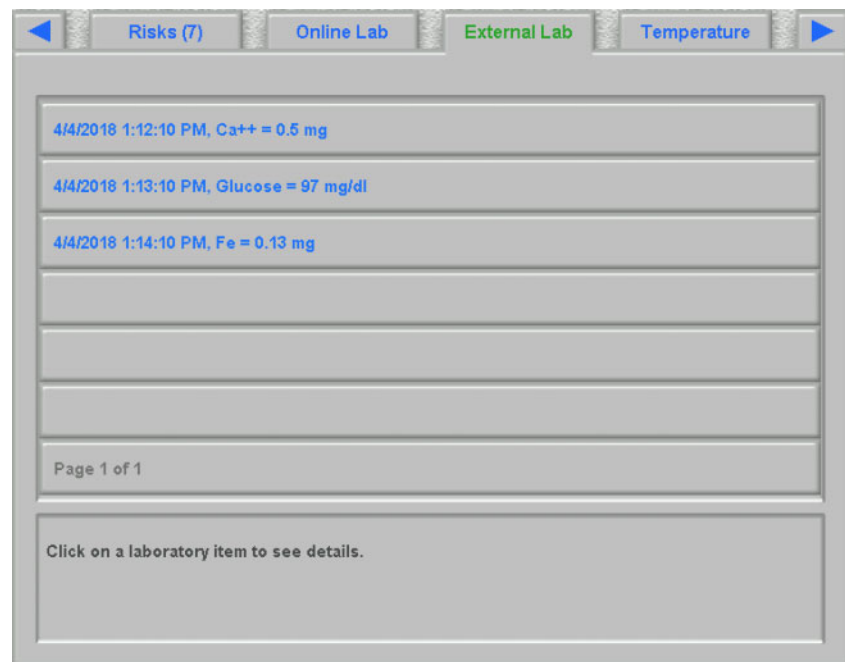 Risks (7) Online Lab External Lab Temperature
4/4/2018 1:12:10 PM, Ca++ = 0.5 mg
4/4/2018 1:13:10 PM, Glucose = 97 mg/dl
4/4/2018 1:14:10 PM, Fe = 0.13 mg
Page 1 of 1
Click on a laboratory item to see details.